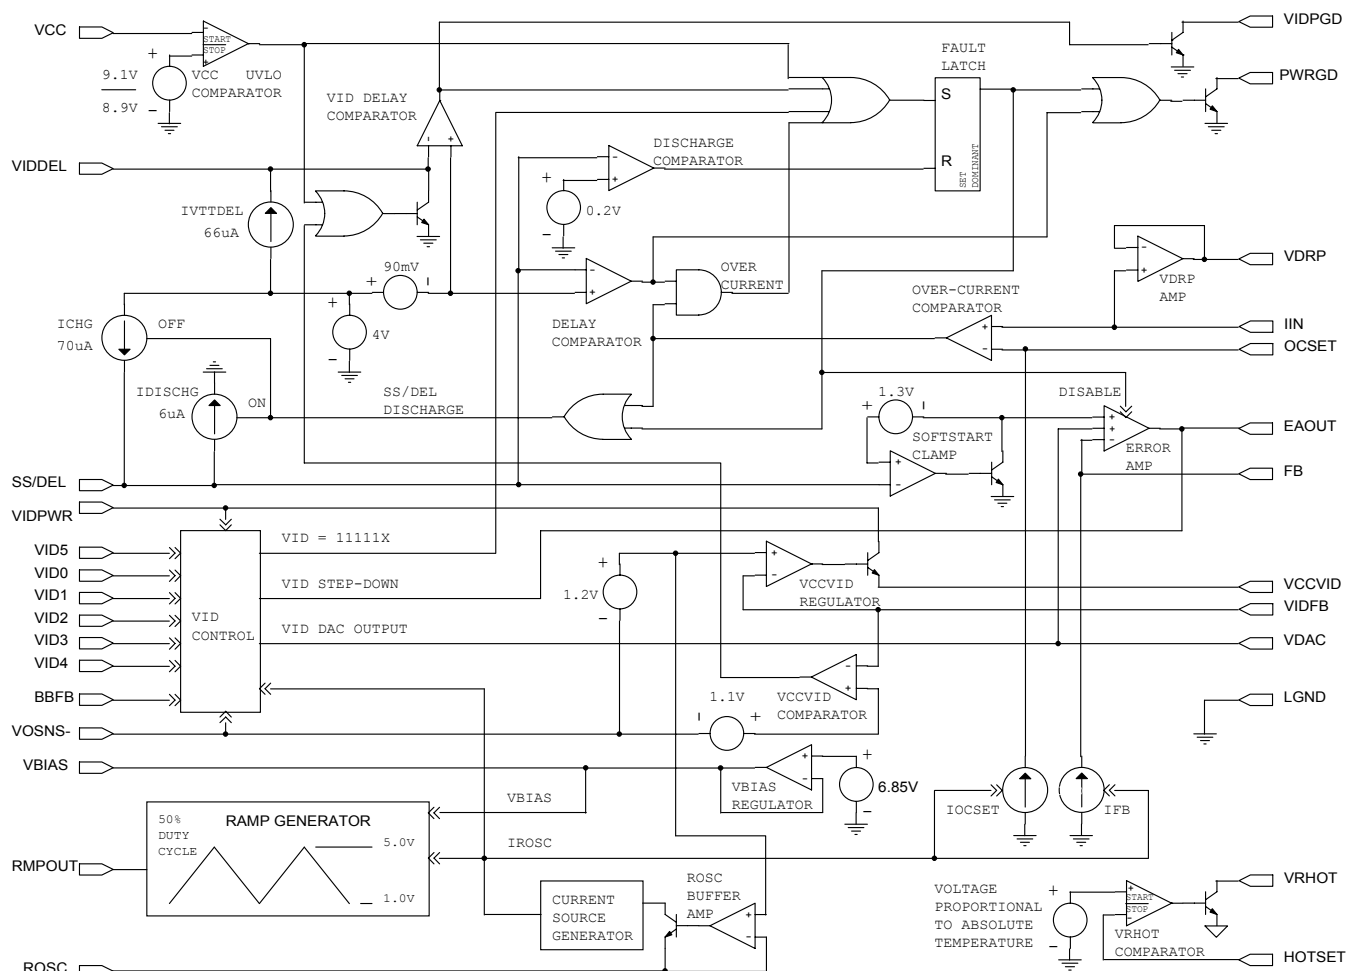 VCC
START
STOP
9.1V
8.9V
VCC UVLO
COMPARATOR
VID DELAY
COMPARATOR
FAULT
LATCH
S
R
SET
DOMINANT
VIDPGD
PWRGD
DISCHARGE
COMPARATOR
0.2V
VIDDEL
IVTTDEL
66uA
90mV
4V
ICHG
70uA
OFF
IDISCHG
6uA
ON
SS/DEL
DISCHARGE
DELAY
COMPARATOR
OVER
CURRENT
OVER-CURRENT
COMPARATOR
VDRP
AMP
VDRP
IIN
OCSET
1.3V
SOFTSTART
CLAMP
DISABLE
ERROR
AMP
EAOUT
FB
SS/DEL
VIDPWR
VID5
VID0
VID1
VID2
VID3
VID4
BBFB
VOSNS-
VID
CONTROL
VID = 11111X
VID STEP-DOWN
VID DAC OUTPUT
1.2V
VCCVID
REGULATOR
VCCVID
VIDFB
VDAC
1.1V
VCCVID
COMPARATOR
LGND
VBIAS
VBIAS
VBIAS
REGULATOR
6.85V
IOCSET
IFB
50%
DUTY
CYCLE
RAMP GENERATOR
5.0V
1.0V
RMPOUT
IROSC
CURRENT
SOURCE
GENERATOR
ROSC
BUFFER
AMP
VOLTAGE
PROPORTIONAL
TO ABSOLUTE
TEMPERATURE
START
STOP
VRHOT
COMPARATOR
VRHOT
HOTSET
ROSC